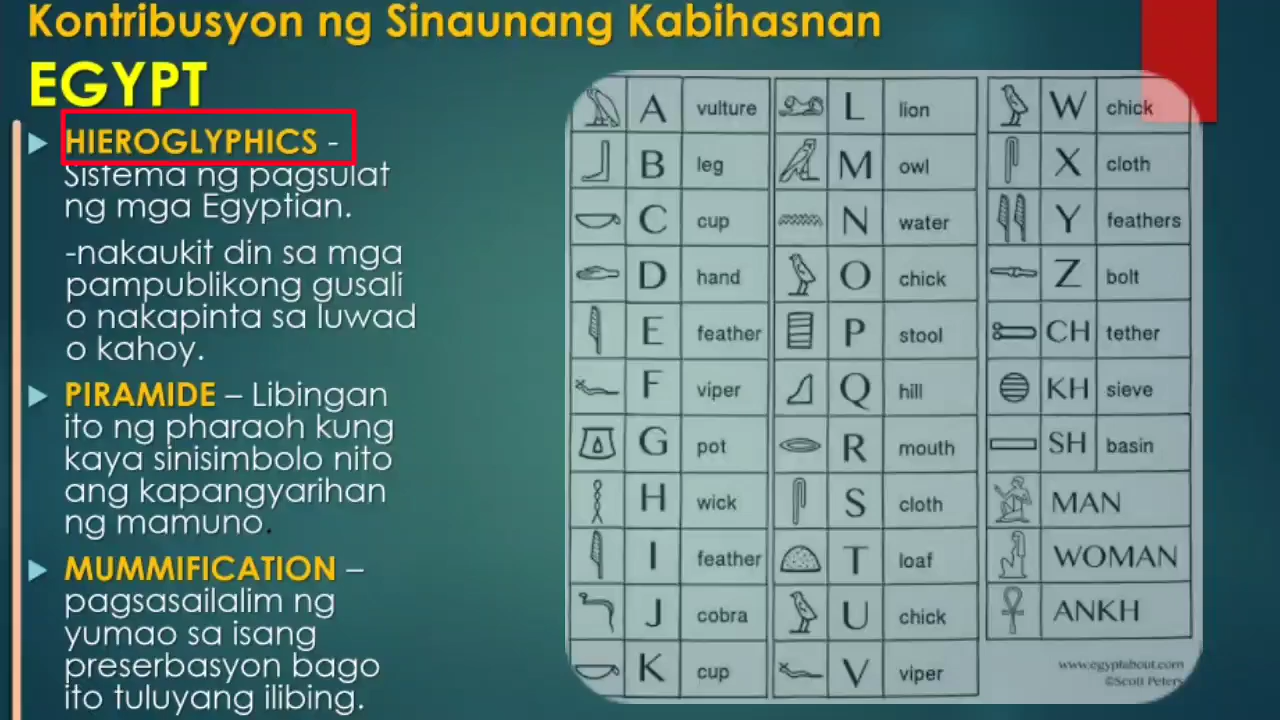 Kontribusyon ng Sinaunang Kabihasnan
EGYPT
HIEROGLYPHICS -
Sistema ng pagsulat
ng mga Egyptian.
-nakaukit din sa mga
pampublikong gusali
o nakapinta sa luwad
o kahoy.
PIRAMIDE – Libingan
ito ng pharaoh kung
kaya sinisimbolo nito
ang kapangyarihan
ng mamuno.
MUMMIFICATION –
pagsasailalim ng
yumao sa isang
preserbasyon bago
ito tuluyang ilibing.
A vulture
B leg
C cup
D hand
E feather
F viper
G pot
H wick
I feather
J cobra
K cup
L lion
M owl
N water
O chick
P stool
Q hill
R mouth
S cloth
T loaf
U chick
V viper
W chick
X cloth
Y feathers
Z bolt
CH tether
KH sieve
SH basin
MAN
WOMAN
ANKH
www.egyptabout.com
©Scott Peters